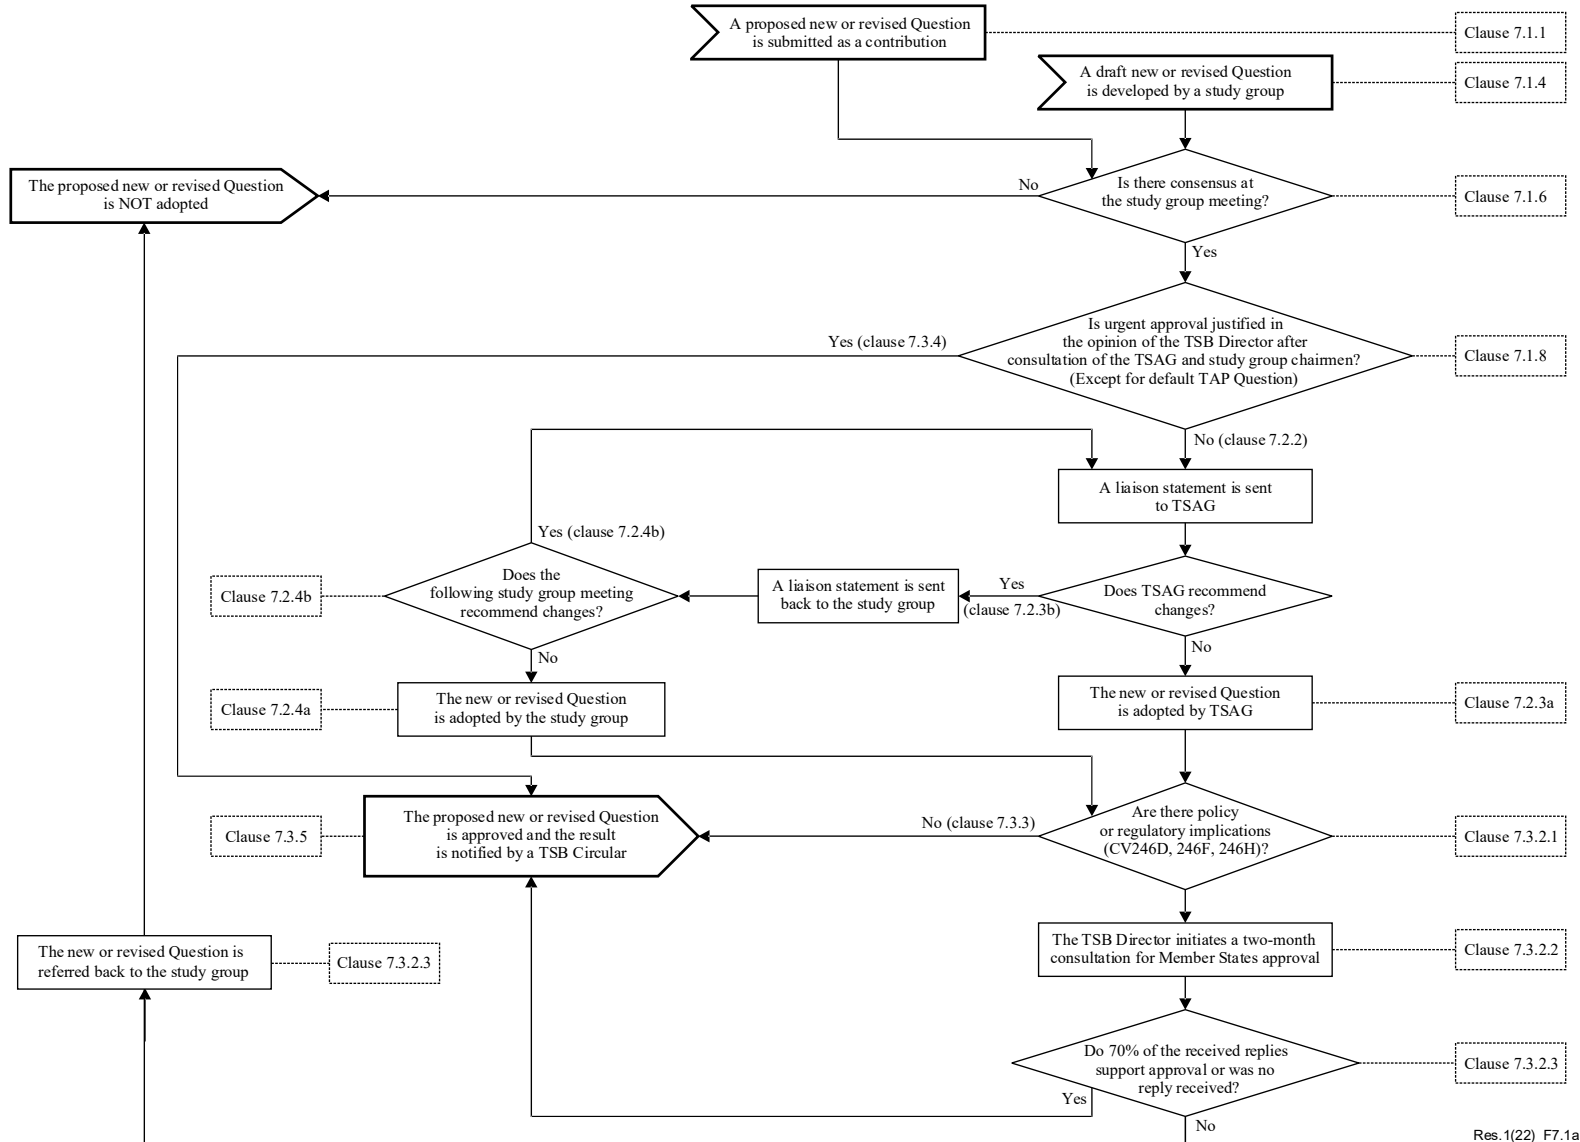 A proposed new or revised Question
is submitted as a contribution
Clause 7.1.1
A draft new or revised Question
is developed by a study group
Clause 7.1.4
The proposed new or revised Question
is NOT adopted
No
Is there consensus at
the study group meeting?
Clause 7.1.6
Yes
Yes (clause 7.3.4)
Is urgent approval justified in
the opinion of the TSB Director after
consultation of the TSAG and study group chairmen?
(Except for default TAP Question)
Clause 7.1.8
No (clause 7.2.2)
A liaison statement is sent
to TSAG
Yes (clause 7.2.4b)
Clause 7.2.4b
Does the
following study group meeting
recommend changes?
A liaison statement is sent
back to the study group
Yes
(clause 7.2.3b)
Does TSAG recommend
changes?
No
No
Clause 7.2.4a
The new or revised Question
is adopted by the study group
The new or revised Question
is adopted by TSAG
Clause 7.2.3a
Clause 7.3.5
The proposed new or revised Question
is approved and the result
is notified by a TSB Circular
No (clause 7.3.3)
Are there policy
or regulatory implications
(CV246D, 246F, 246H)?
Clause 7.3.2.1
The new or revised Question is
referred back to the study group
Clause 7.3.2.3
The TSB Director initiates a two-month
consultation for Member States approval
Clause 7.3.2.2
Do 70% of the received replies
support approval or was no
reply received?
Clause 7.3.2.3
Yes
No
Res.1(22)_F7.1a